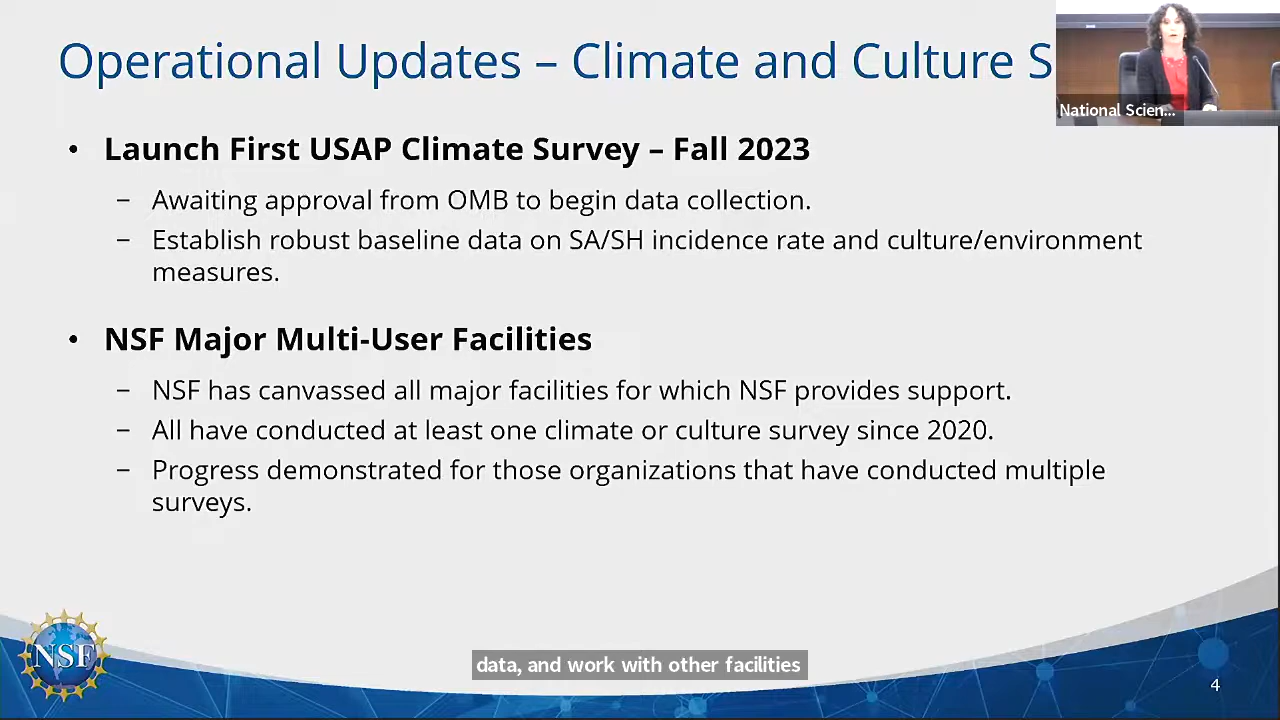 Operational Updates – Climate and Culture S
National Scien...
• Launch First USAP Climate Survey – Fall 2023
– Awaiting approval from OMB to begin data collection.
– Establish robust baseline data on SA/SH incidence rate and culture/environment
measures.
• NSF Major Multi-User Facilities
– NSF has canvassed all major facilities for which NSF provides support.
– All have conducted at least one climate or culture survey since 2020.
– Progress demonstrated for those organizations that have conducted multiple
surveys.
NSF
data, and work with other facilities
4